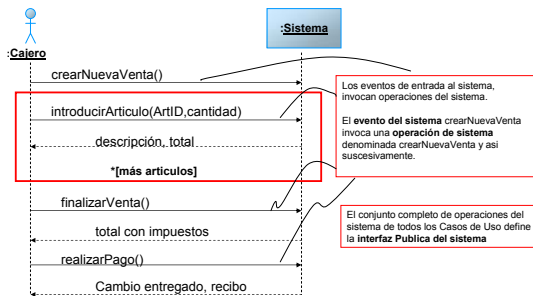 :Sistema
:Cajero
crearNuevaVenta()
introducirArticulo(ArtID,cantidad)
descripción, total
*[más articulos]
finalizarVenta()
total con impuestos
realizarPago()
Cambio entregado, recibo
Los eventos de entrada al sistema,
invocan operaciones del sistema.
El evento del sistema crearNuevaVenta
invoca una operación de sistema
denominada crearNuevaVenta y asi
suscesivamente.
El conjunto completo de operaciones del
sistema de todos los Casos de Uso define
la interfaz Publica del sistema